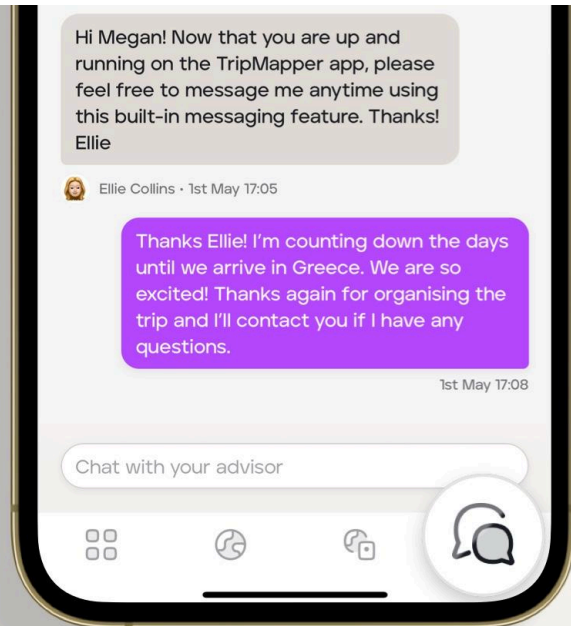 Hi Megan! Now that you are up and
running on the TripMapper app, please
feel free to message me anytime using
this built-in messaging feature. Thanks!
Ellie
Ellie Collins • 1st May 17:05
Thanks Ellie! I'm counting down the days
until we arrive in Greece. We are so
excited! Thanks again for organising the
trip and I'll contact you if I have any
questions.
1st May 17:08
Chat with your advisor